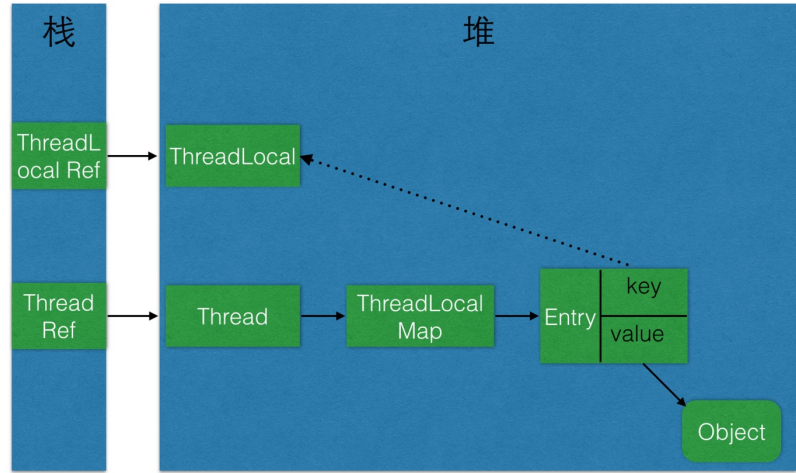 栈
堆
ThreadL
ocal Ref
ThreadLocal
Thread
Ref
Thread
ThreadLocal
Map
Entry
key
value
Object